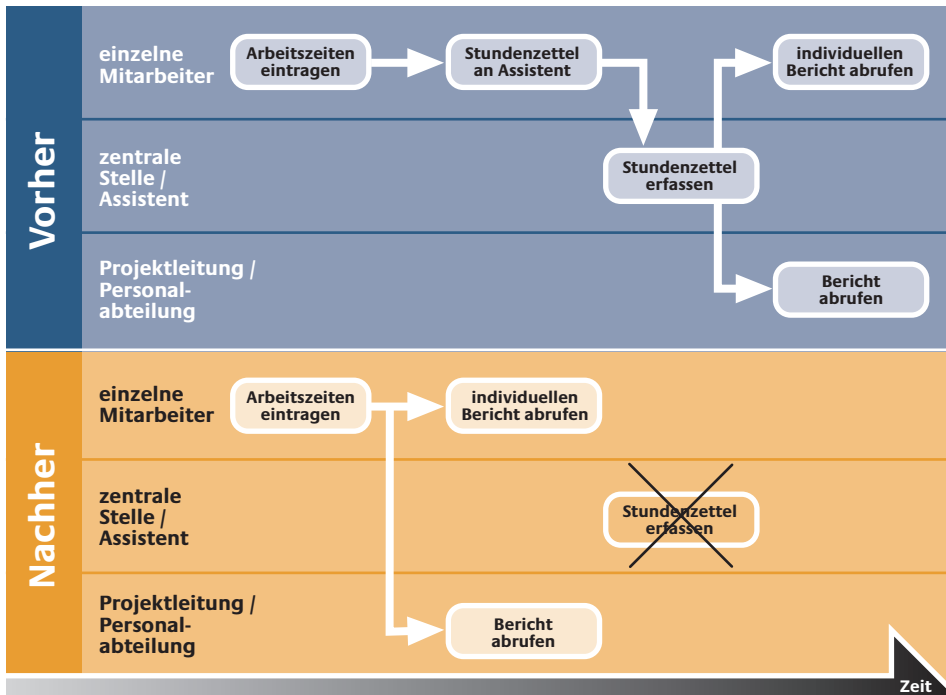 Vorher
einzelne
Mitarbeiter
Arbeitszeiten
eintragen
Stundenzettel
an Assistent
individuellen
Bericht abrufen
zentrale
Stelle /
Assistent
Stundenzettel
erfassen
Projektleitung /
Personal-
abteilung
Bericht
abrufen
Nachher
einzelne
Mitarbeiter
Arbeitszeiten
eintragen
individuellen
Bericht abrufen
zentrale
Stelle /
Assistent
Stundenzettel
erfassen
Projektleitung /
Personal-
abteilung
Bericht
abrufen
Zeit